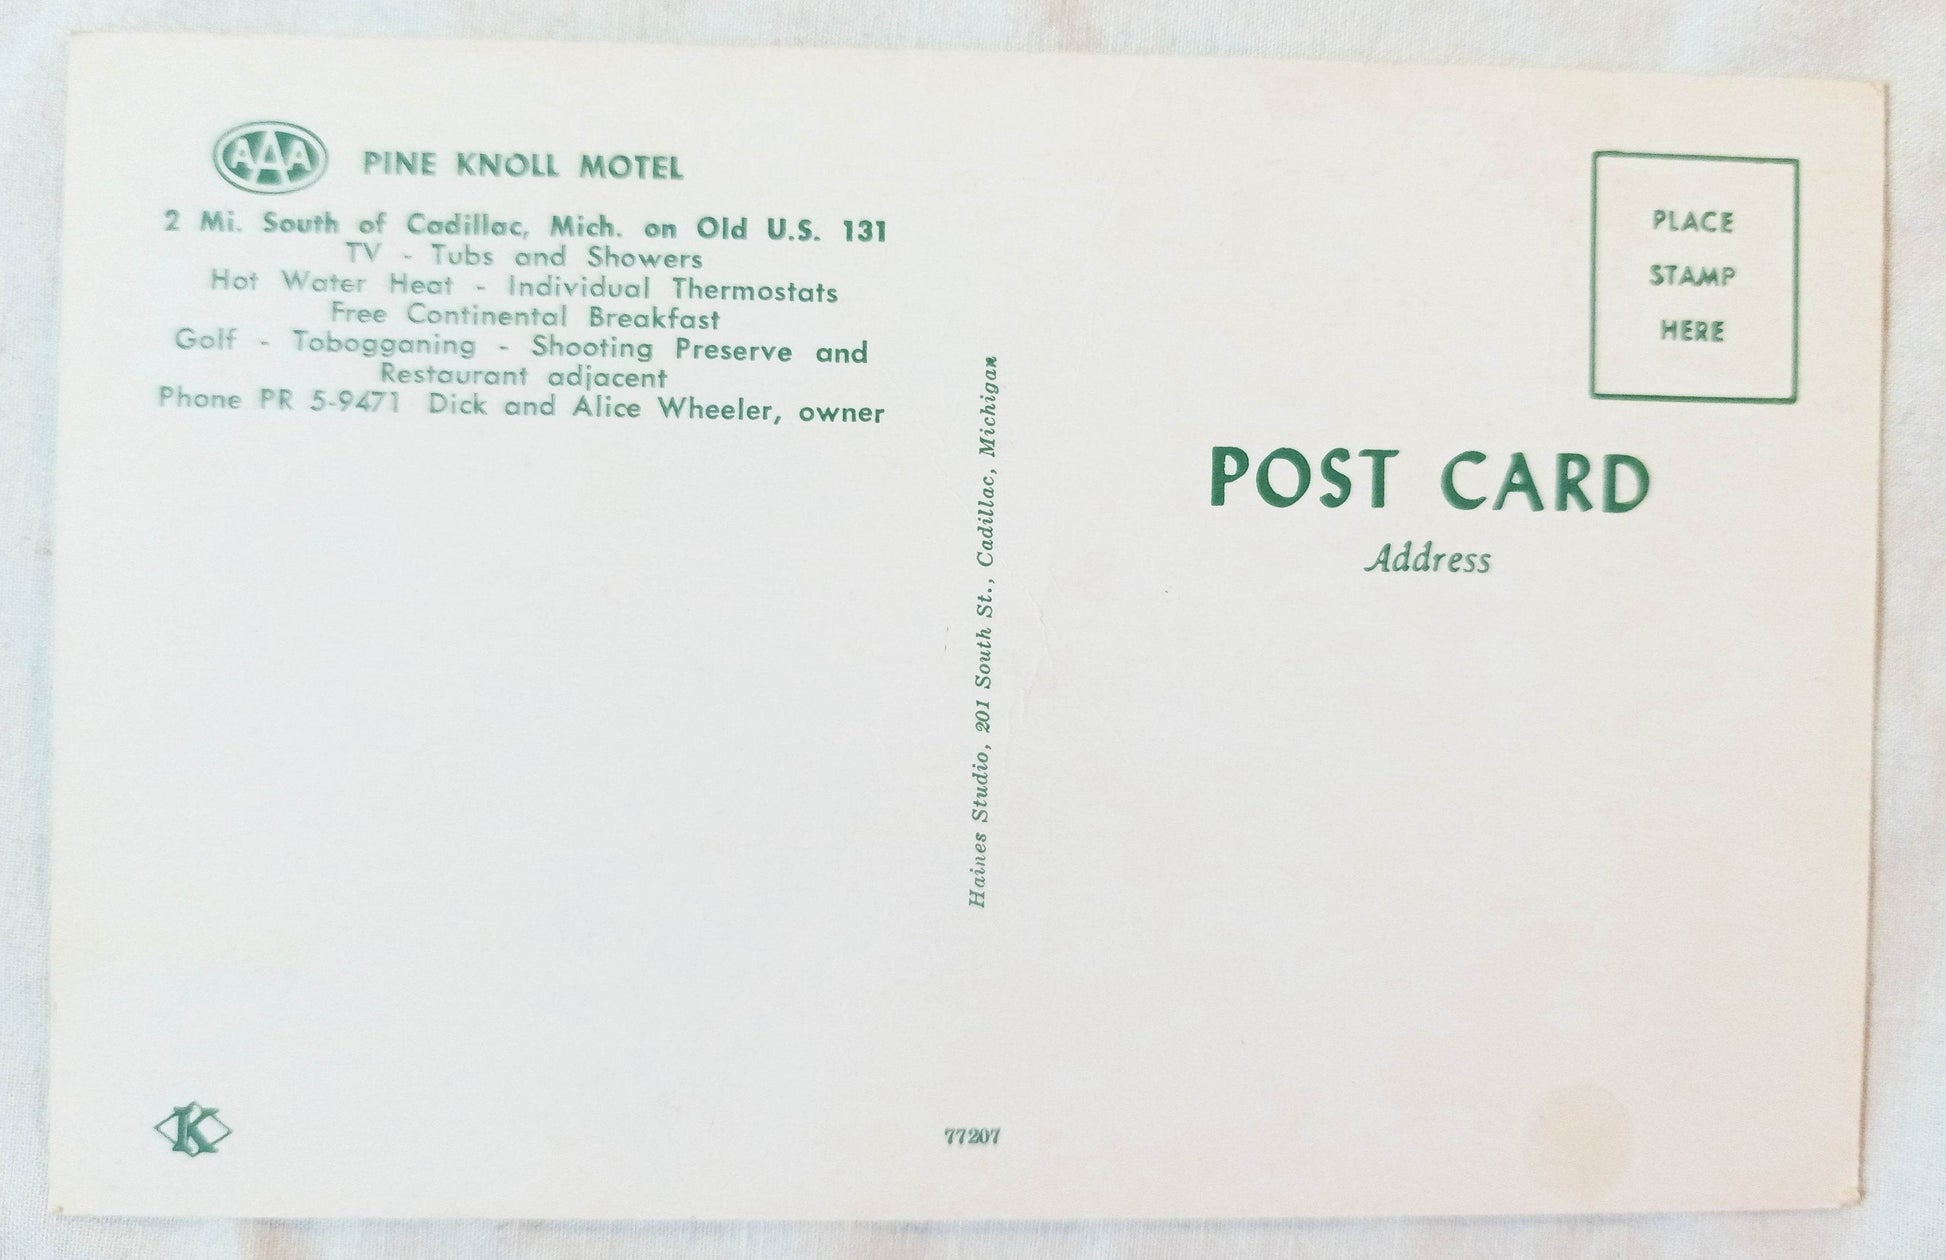 AAA PINE KNOLL MOTEL
2 Mi. South of Cadillac, Mich. on Old U.S. 131
TV - Tubs and Showers
Hot Water Heat - Individual Thermostats
Free Continental Breakfast
Golf - Tobogganing - Shooting Preserve and
Restaurant adjacent
Phone PR 5-9471 Dick and Alice Wheeler, owner
K
Haines Studio, 201 South St., Cadillac, Michigan
77207
PLACE
STAMP
HERE
POST CARD
Address